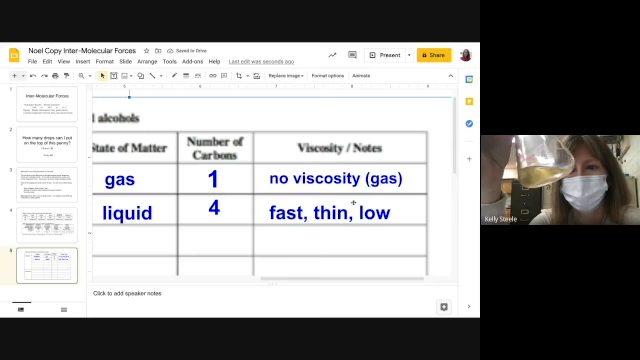 Noel Copy Inter-Molecular Forces
Saved to Drive
File Edit View Insert Format Slide Arrange Tools Add-ons Help Last edit was seconds ago
Present
Share
Replace image Format options Animate
Inter-Molecular Forces
How many drops can I put
on the top of this penny?
l alcohols
State of Matter
Number of
Carbons
Viscosity / Notes
gas 1 no viscosity (gas)
liquid 4 fast, thin, low
Click to add speaker notes
Kelly Steele